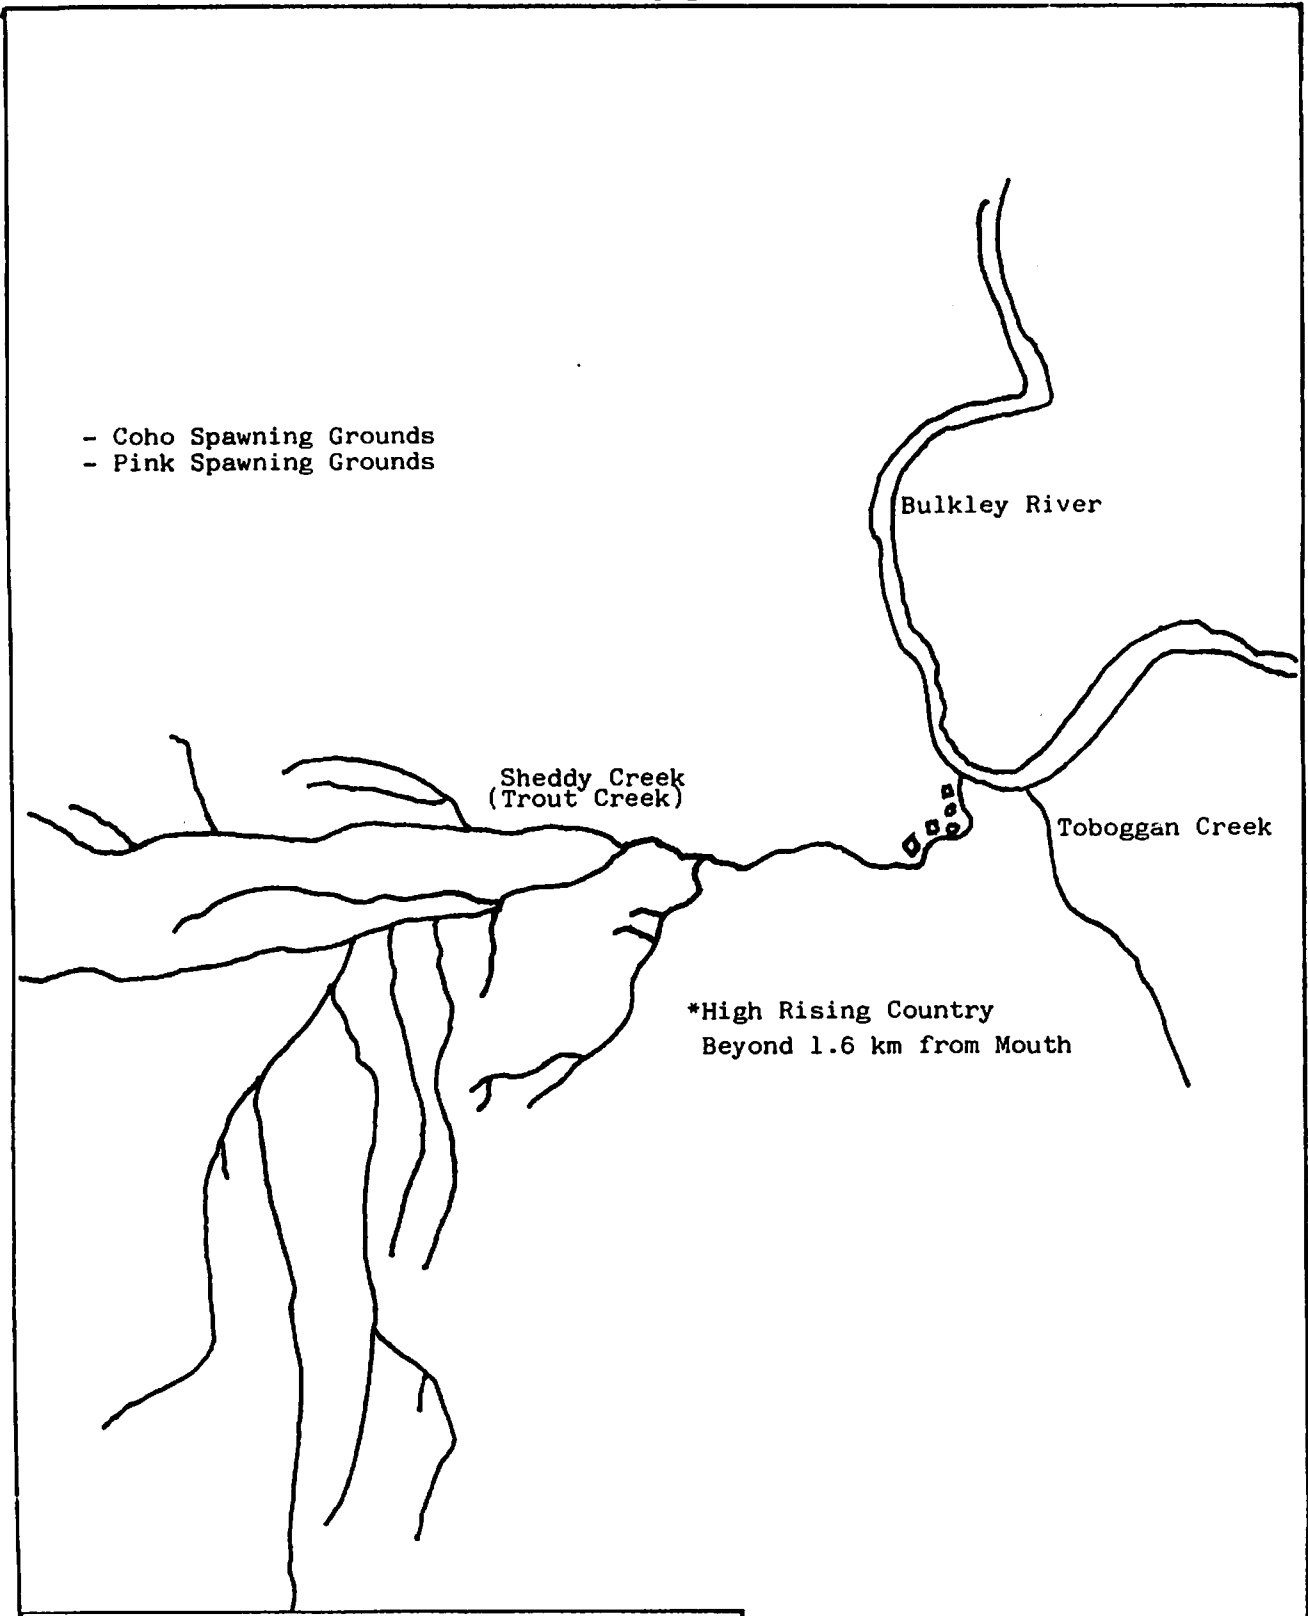 - Coho Spawning Grounds
- Pink Spawning Grounds
Bulkley River
Sheddy Creek
(Trout Creek)
Toboggan Creek
*High Rising Country
Beyond 1.6 km from Mouth